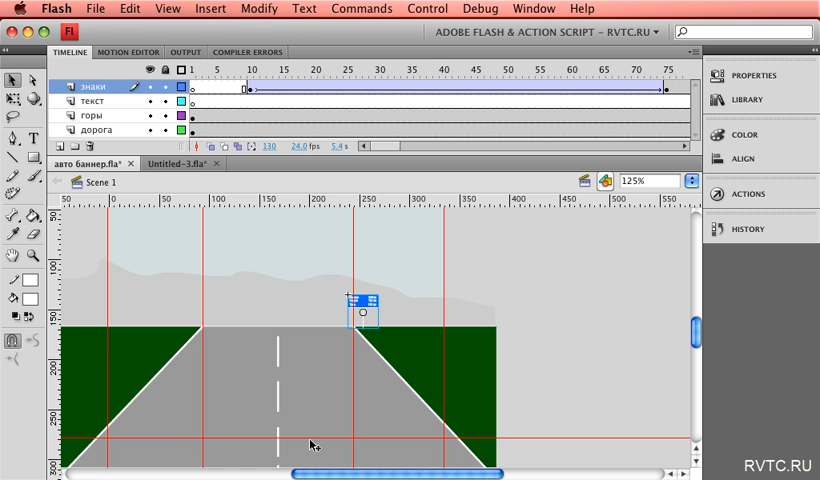 Flash File Edit View Insert Modify Text Commands Control Debug Window Help
Fl ADOBE FLASH & ACTION SCRIPT – RVTC.RU
TIMELINE MOTION EDITOR OUTPUT COMPILER ERRORS
1 5 10 15 20 25 30 35 40 45 50 55 60 65 70 75
знаки
текст
горы
дорога
130 24.0 fps 5.4 s
авто баннер.fla* Untitled-3.fla*
Scene 1 125%
50 0 50 100 150 200 250 300 350 400 450 500 550
50
100
150
200
250
300
PROPERTIES
LIBRARY
COLOR
ALIGN
ACTIONS
HISTORY
RVTC.RU